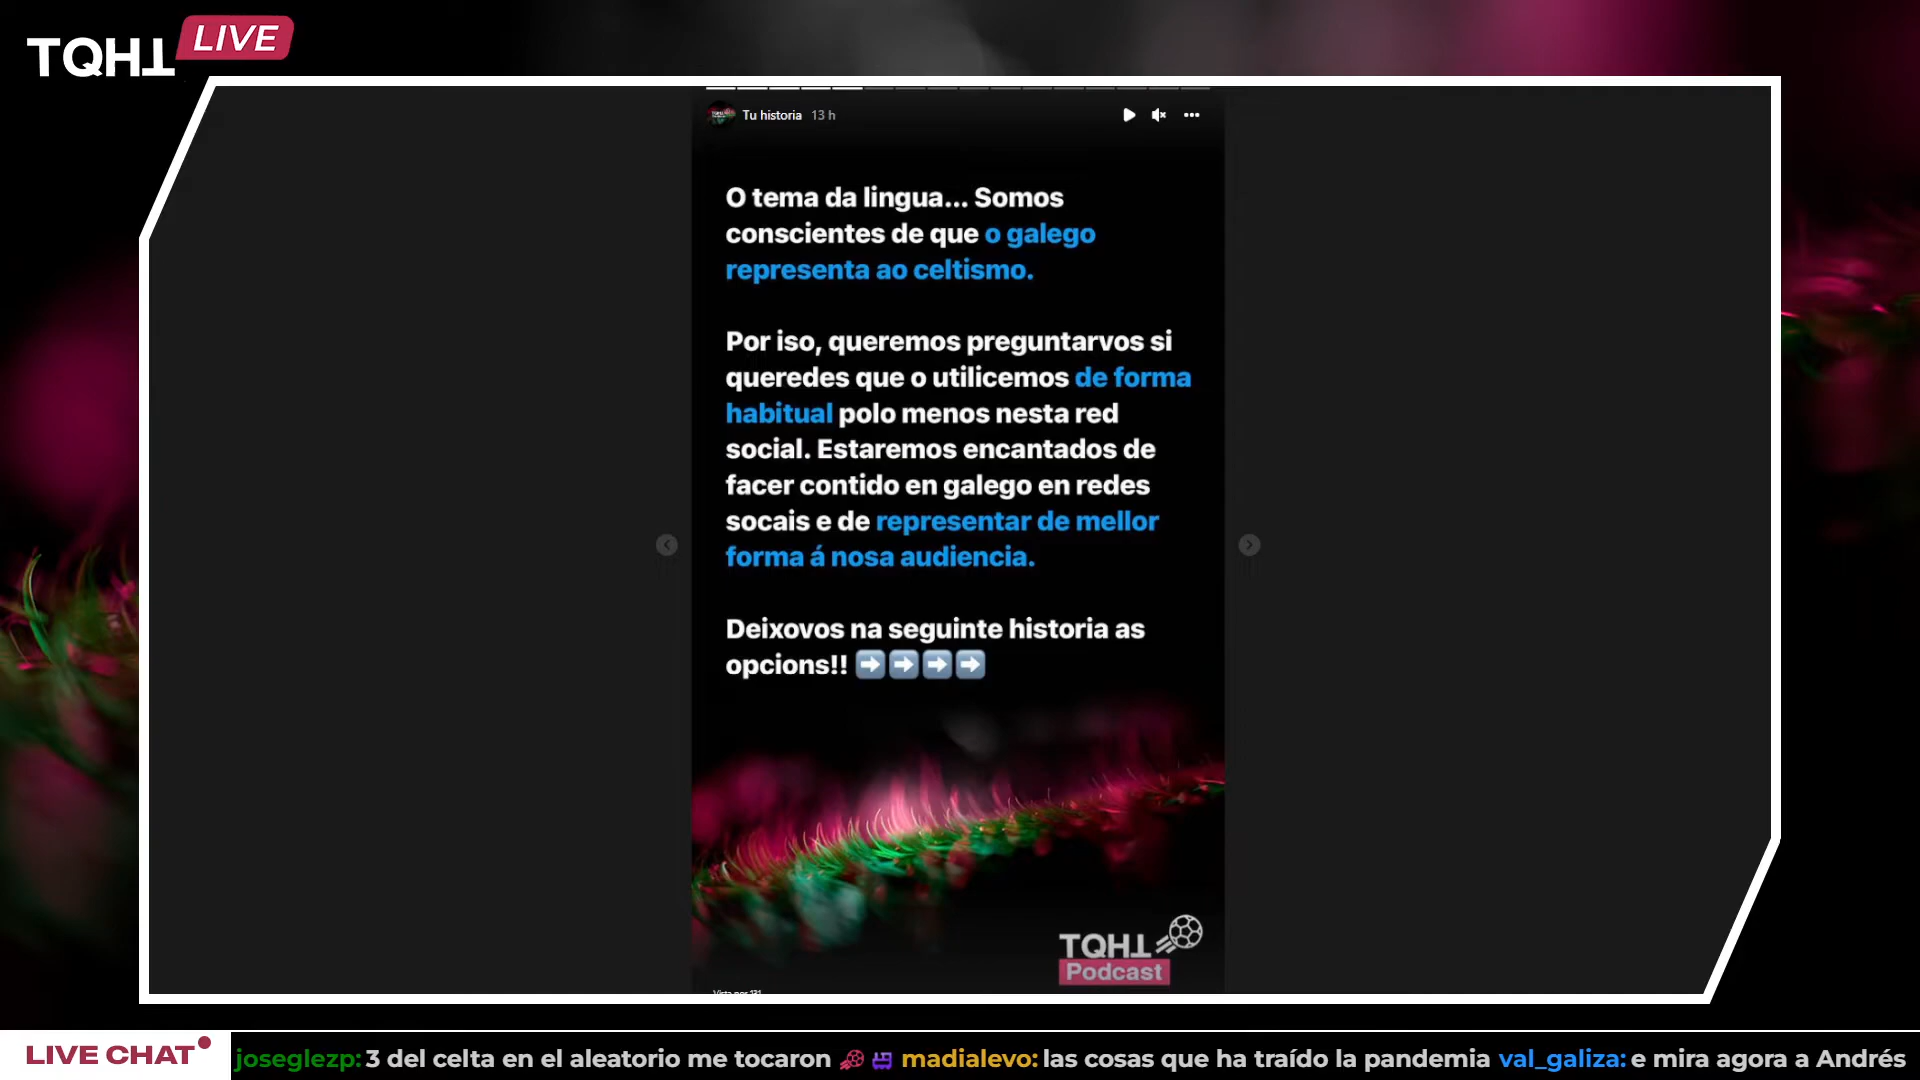 TQHT LIVE
Tu historia 13 h
O tema da lingua... Somos
conscientes de que o galego
representa ao celtismo.
Por iso, queremos preguntarvos si
queredes que o utilicemos de forma
habitual polo menos nesta red
social. Estaremos encantados de
facer contido en galego en redes
socais e de representar de mellor
forma á nosa audiencia.
Deixovos na seguinte historia as
opcions!! ➡️➡️➡️➡️
TQHT
Podcast
Vista por 131
LIVE CHAT
joseglezp: 3 del celta en el aleatorio me tocaron madialevo: las cosas que ha traído la pandemia val_galiza: e mira agora a Andrés